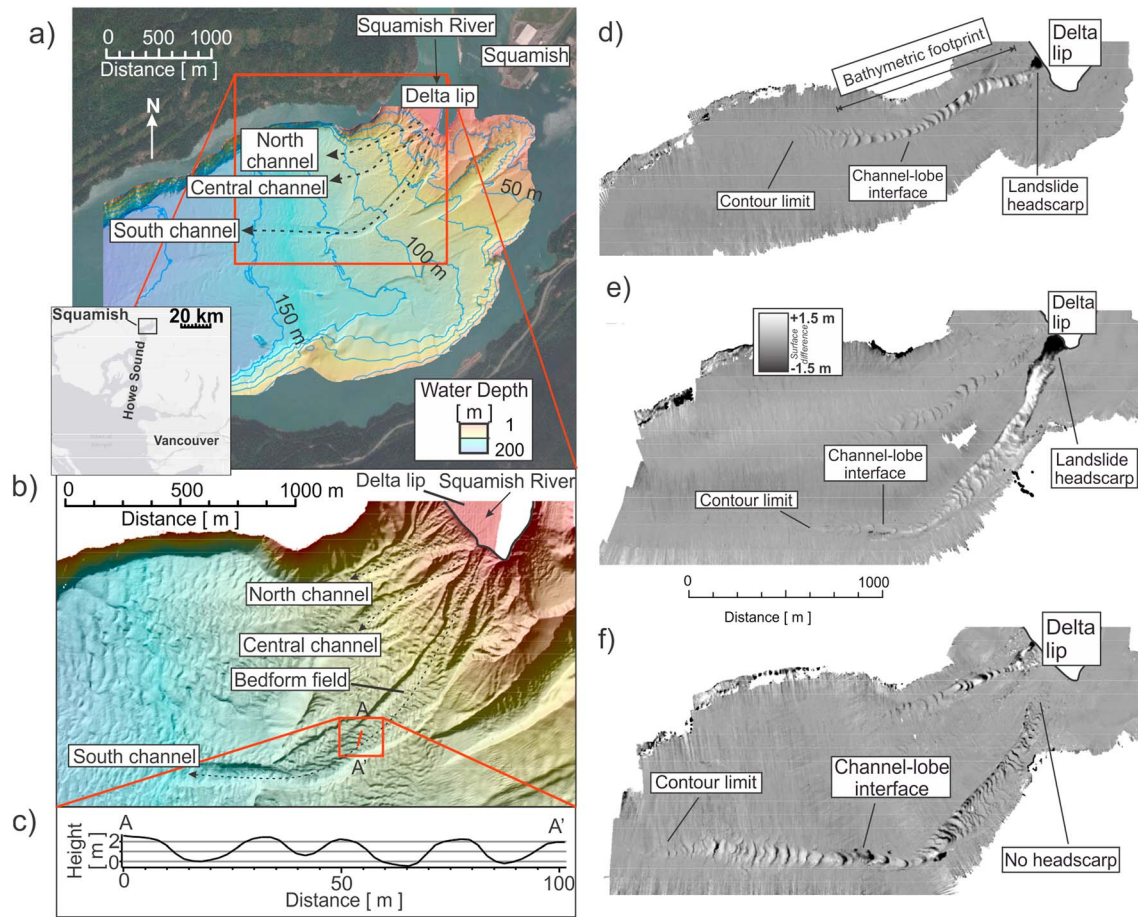 a)
0 500 1000
Distance [ m ]
N
Squamish River
Squamish
Delta lip
North
channel
Central channel
South channel
50 m
100 m
150 m
Squamish
20 km
Howe Sound
Vancouver
Water Depth
[ m ]
1
200
b)
0 500 1000 m
Distance [ m ]
Delta lip
Squamish River
North channel
Central channel
Bedform field
A
A'
South channel
c)
A
A'
Height
[ m ]
2
0
0 50 100
Distance [ m ]
d)
Bathymetric footprint
Delta
lip
Contour limit
Channel-lobe
interface
Landslide
headscarp
e)
+1.5 m
Surface
difference
-1.5 m
Delta
lip
Channel-lobe
interface
Contour limit
Landslide
headscarp
0 1000
Distance [ m ]
f)
Delta
lip
Contour limit
Channel-lobe
interface
No headscarp